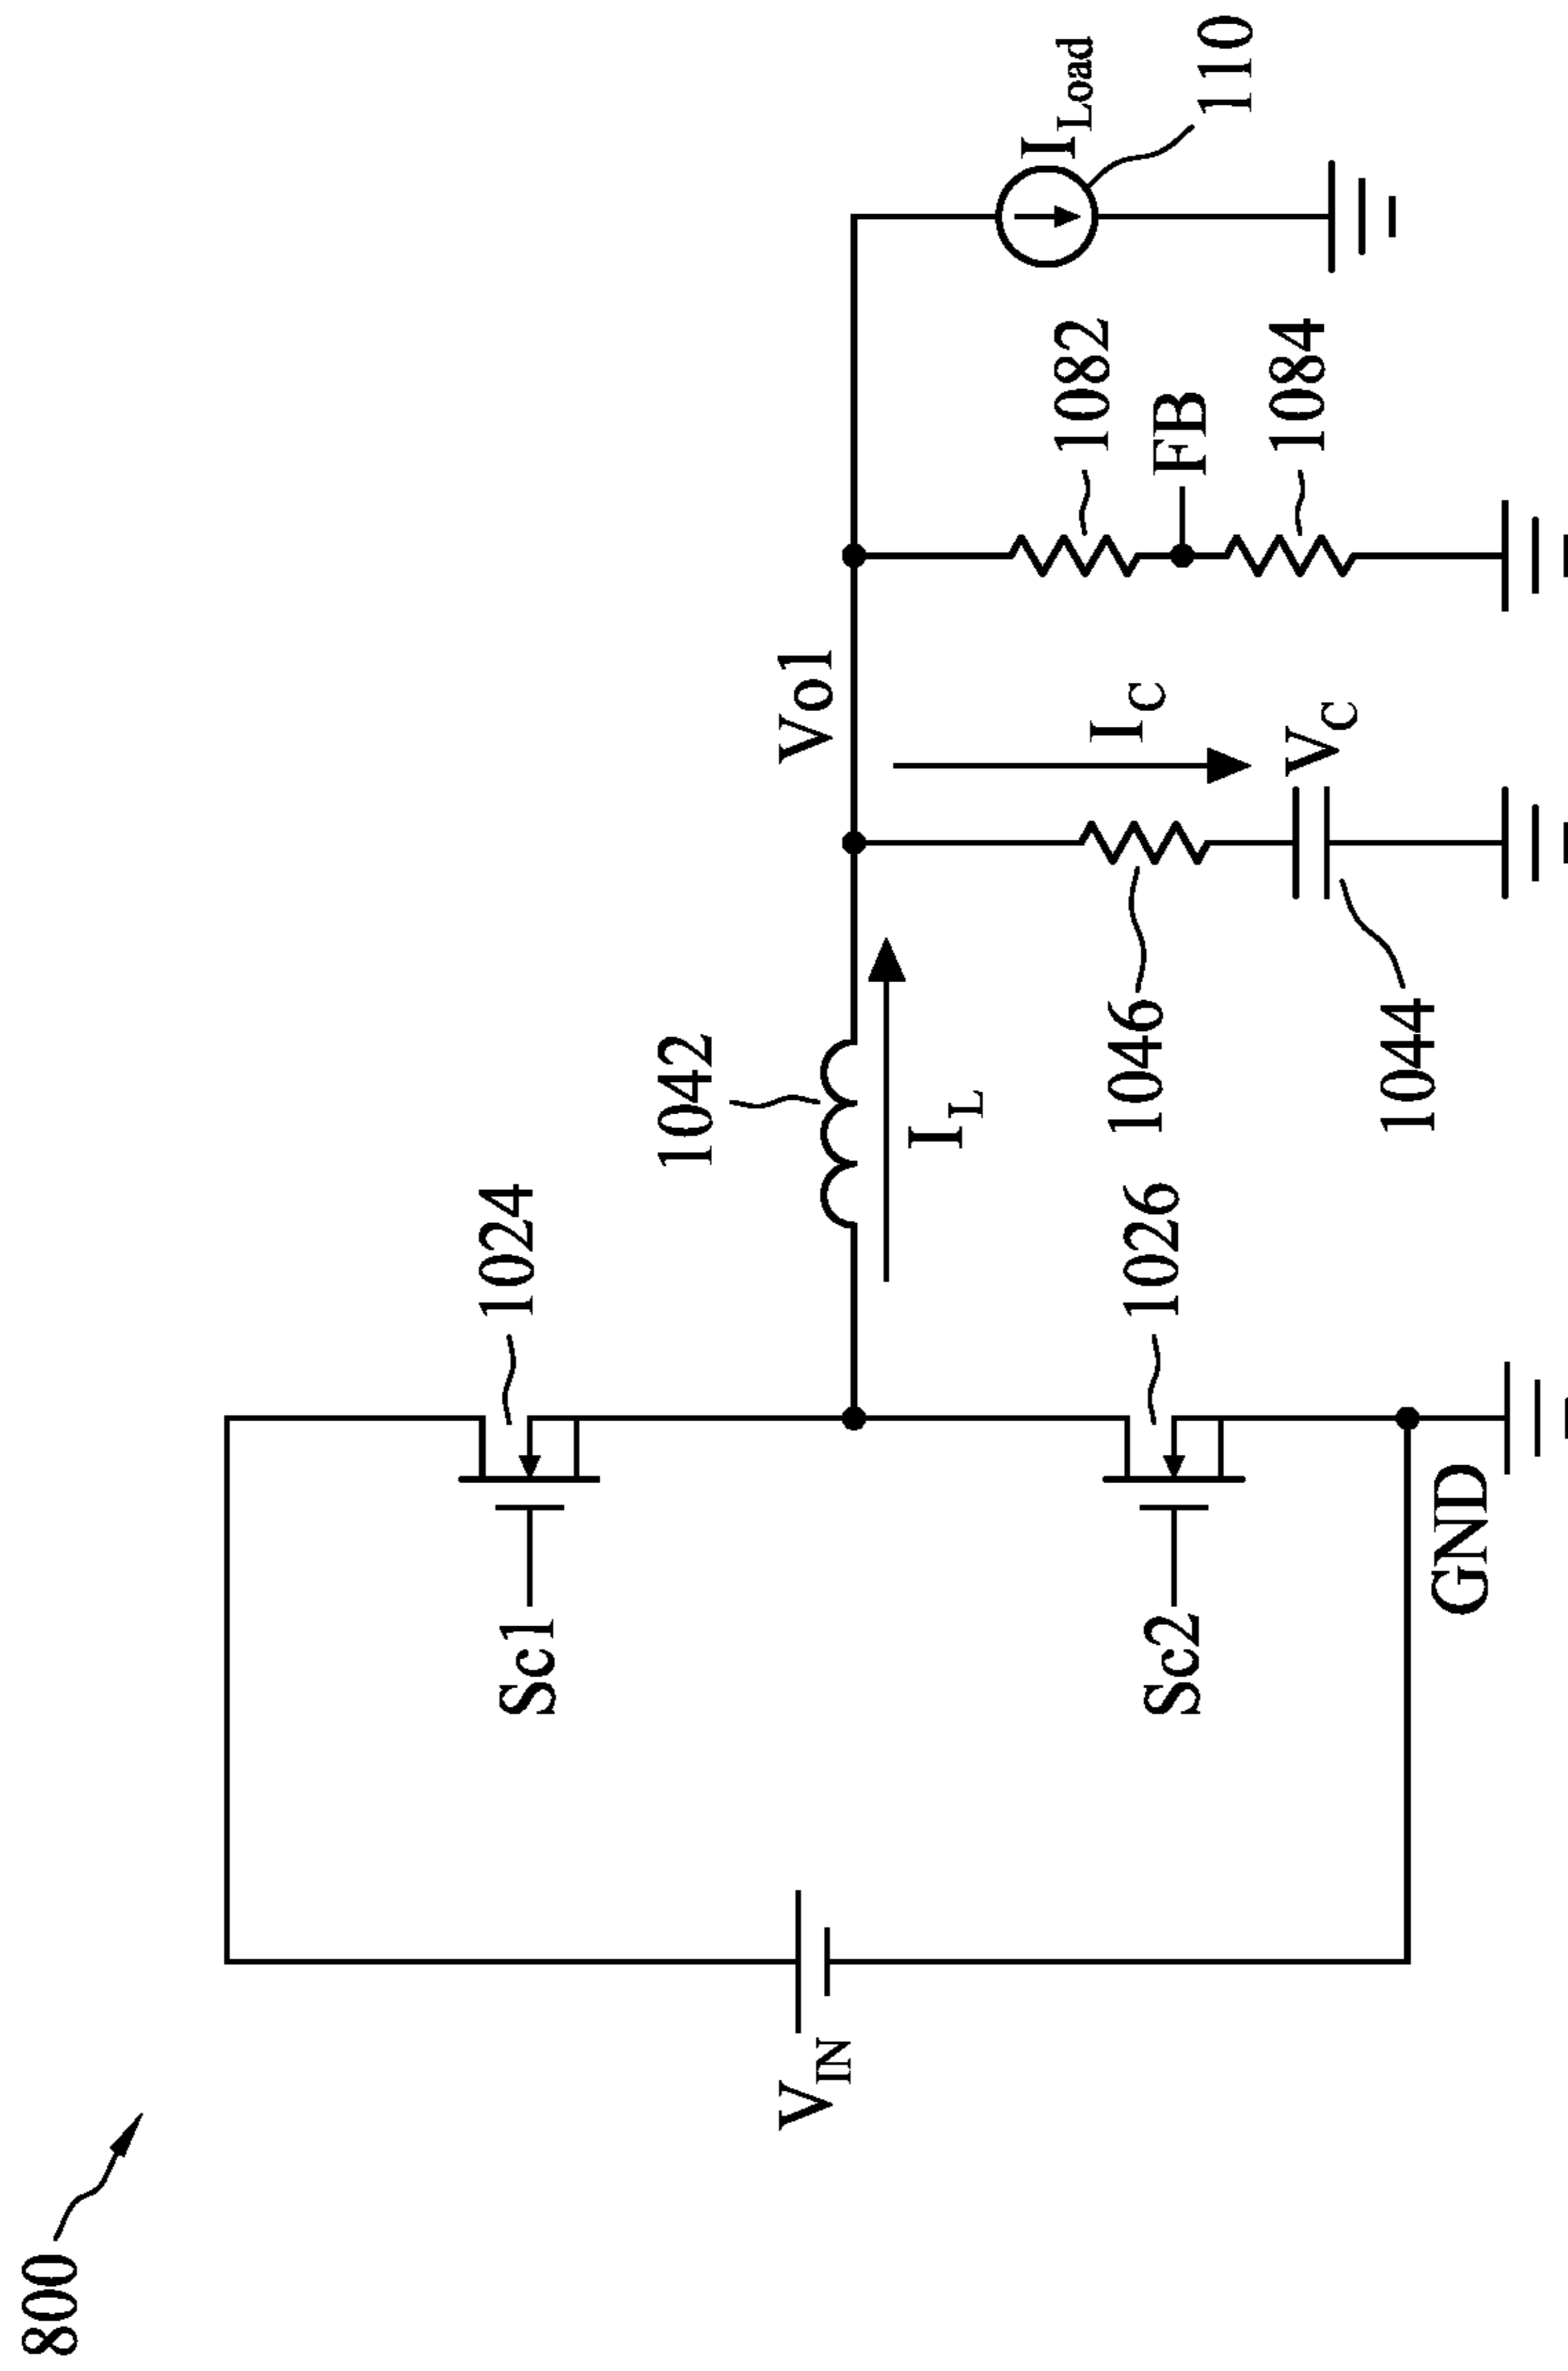 800
V_IN
Sc1
1024
Sc2
1026
GND
1042
I_L
1046
1044
Vo1
I_C
V_C
1082
FB
1084
I_Load
110